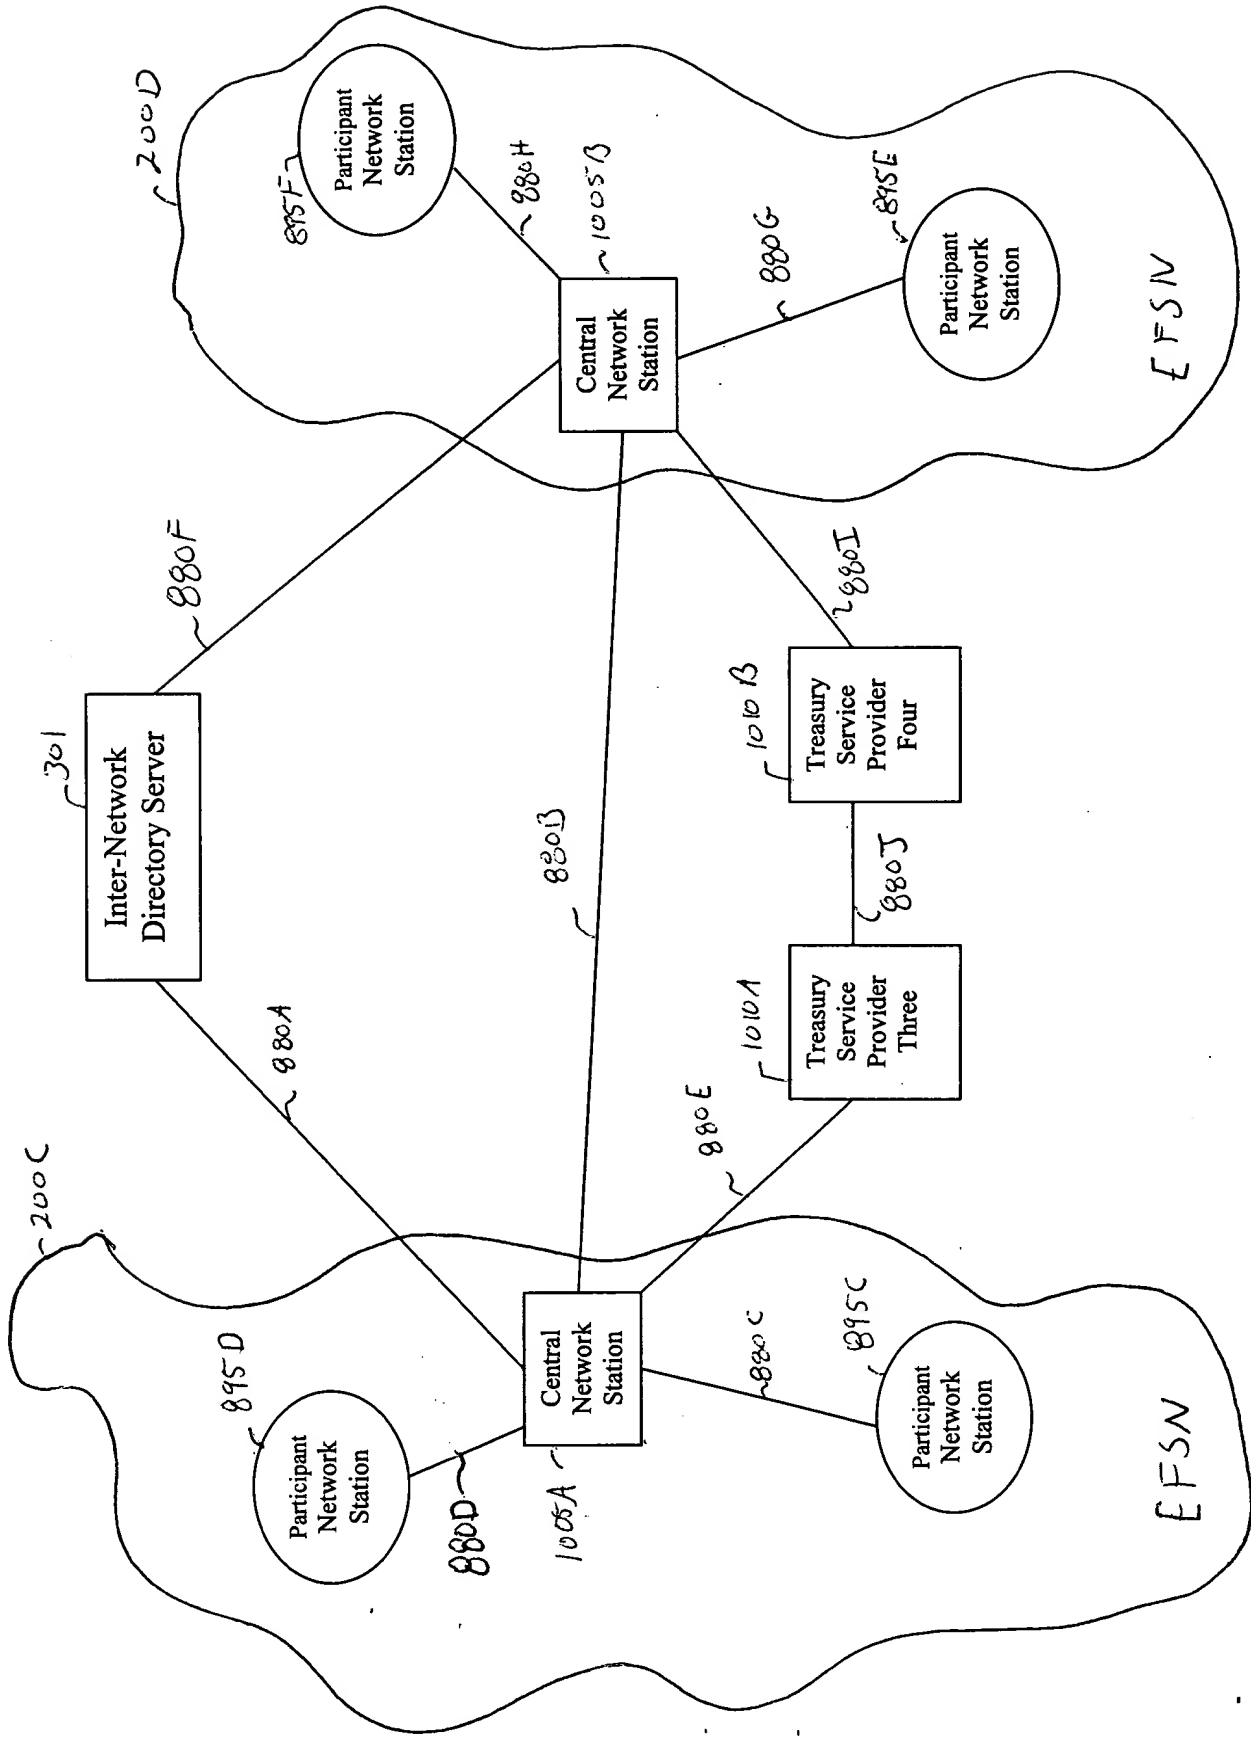 200C
895D
Participant
Network
Station
880D
1005A
Central
Network
Station
880C
895C
Participant
Network
Station
EFSN
880A
301
Inter-Network
Directory Server
880F
880B
880E
1010A
Treasury
Service
Provider
Three
880J
1010B
Treasury
Service
Provider
Four
880I
200D
895F
Participant
Network
Station
880H
1005B
Central
Network
Station
880G
895E
Participant
Network
Station
EFSN